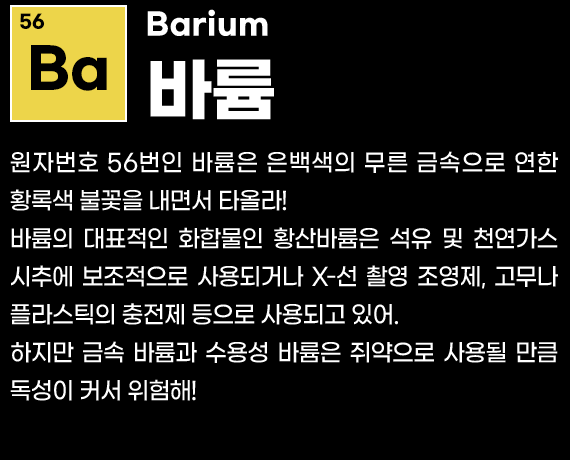 56
Ba
Barium
바륨
원자번호 56번인 바륨은 은백색의 무른 금속으로 연한
황록색 불꽃을 내면서 타올라!
바륨의 대표적인 화합물인 황산바륨은 석유 및 천연가스
시추에 보조적으로 사용되거나 X-선 촬영 조영제, 고무나
플라스틱의 충전제 등으로 사용되고 있어.
하지만 금속 바륨과 수용성 바륨은 쥐약으로 사용될 만큼
독성이 커서 위험해!